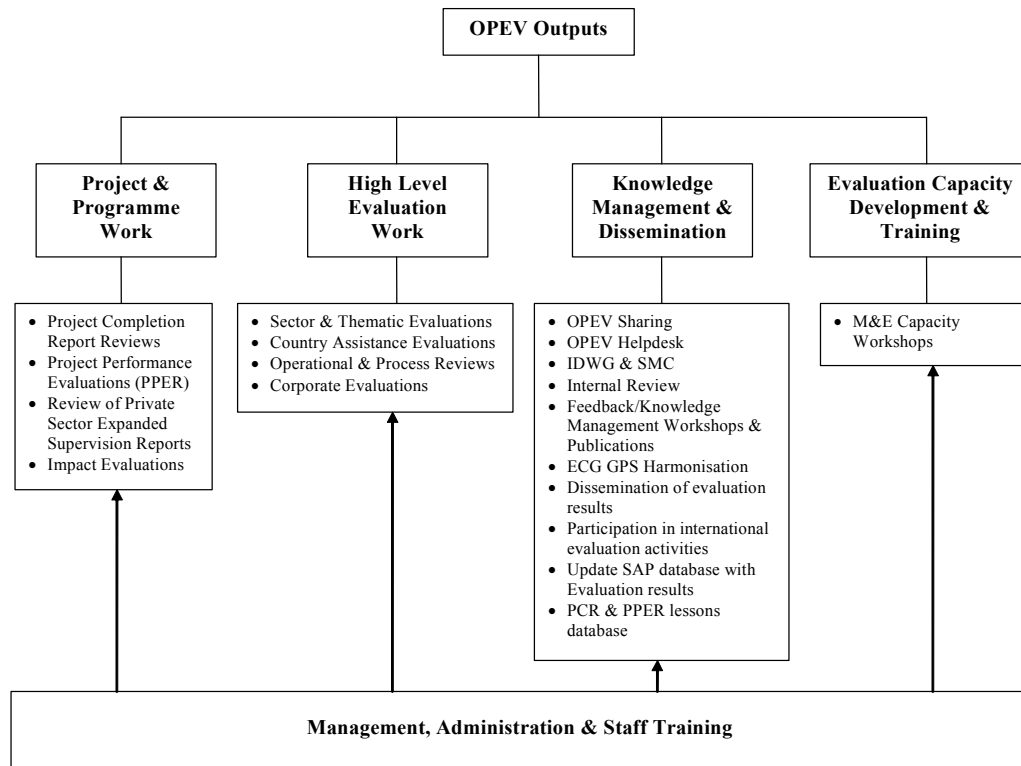 OPEV Outputs
Project &
Programme
Work
High Level
Evaluation
Work
Knowledge
Management &
Dissemination
Evaluation Capacity
Development &
Training
• Project Completion
Report Reviews
• Project Performance
Evaluations (PPER)
• Review of Private
Sector Expanded
Supervision Reports
• Impact Evaluations
• Sector & Thematic Evaluations
• Country Assistance Evaluations
• Operational & Process Reviews
• Corporate Evaluations
• OPEV Sharing
• OPEV Helpdesk
• IDWG & SMC
• Internal Review
• Feedback/Knowledge
Management Workshops &
Publications
• ECG GPS Harmonisation
• Dissemination of evaluation
results
• Participation in international
evaluation activities
• Update SAP database with
Evaluation results
• PCR & PPER lessons
database
• M&E Capacity
Workshops
Management, Administration & Staff Training